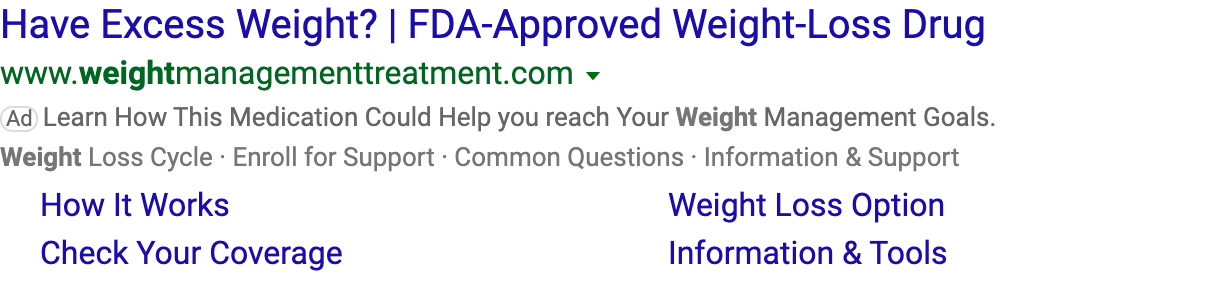 Have Excess Weight? | FDA-Approved Weight-Loss Drug
www.weightmanagementtreatment.com
Ad Learn How This Medication Could Help you reach Your Weight Management Goals.
Weight Loss Cycle · Enroll for Support · Common Questions · Information & Support
How It Works Weight Loss Option
Check Your Coverage Information & Tools